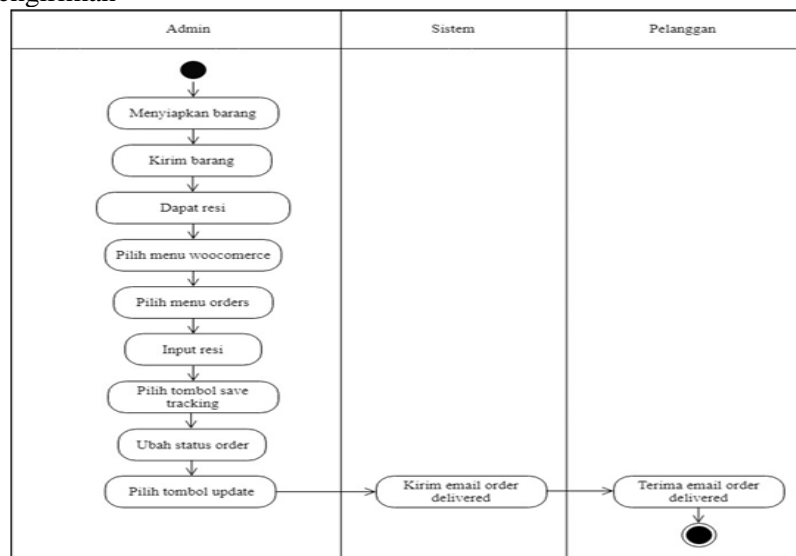 Admin
Sistem
Pelanggan
Menyiapkan barang
Kirim barang
Dapat resi
Pilih menu woocomerce
Pilih menu orders
Input resi
Pilih tombol save
tracking
Ubah status order
Pilih tombol update
Kirim email order
delivered
Terima email order
delivered